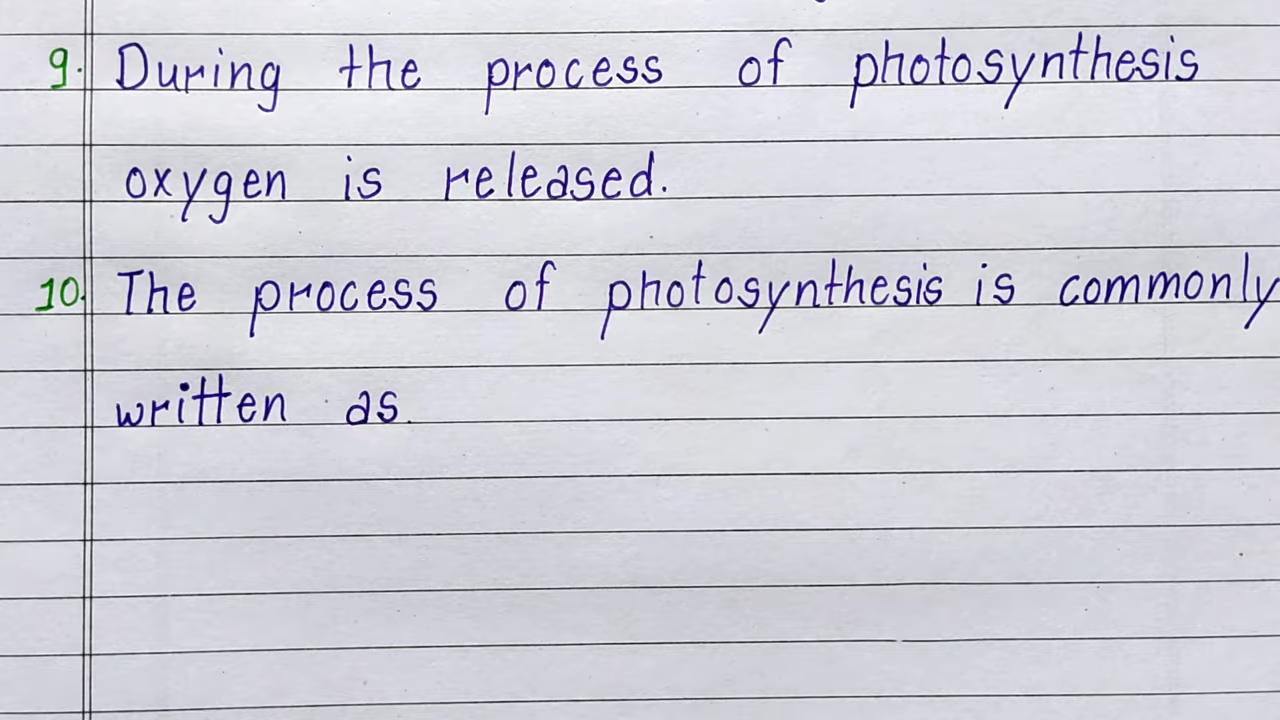 9. During the process of photosynthesis
oxygen is released.
10. The process of photosynthesis is commonly
written as.